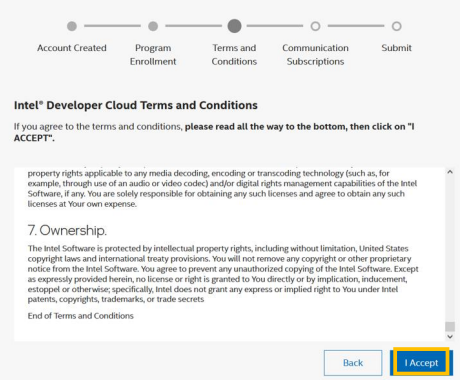 Account Created
Program Enrollment
Terms and Conditions
Communication Subscriptions
Submit
Intel® Developer Cloud Terms and Conditions
If you agree to the terms and conditions, please read all the way to the bottom, then click on "I
ACCEPT".
property rights applicable to any media decoding, encoding or transcoding technology (such as, for
example, through use of an audio or video codec) and/or digital rights management capabilities of the Intel
Software, if any. You are solely responsible for obtaining any such licenses and agree to obtain any such
licenses at Your own expense.
7. Ownership.
The Intel Software is protected by intellectual property rights, including without limitation, United States
copyright laws and international treaty provisions. You will not remove any copyright or other proprietary
notice from the Intel Software. You agree to prevent any unauthorized copying of the Intel Software. Except
as expressly provided herein, no license or right is granted to You directly or by implication, inducement,
estoppel or otherwise; specifically, Intel does not grant any express or implied right to You under Intel
patents, copyrights, trademarks, or trade secrets
End of Terms and Conditions
Back
I Accept